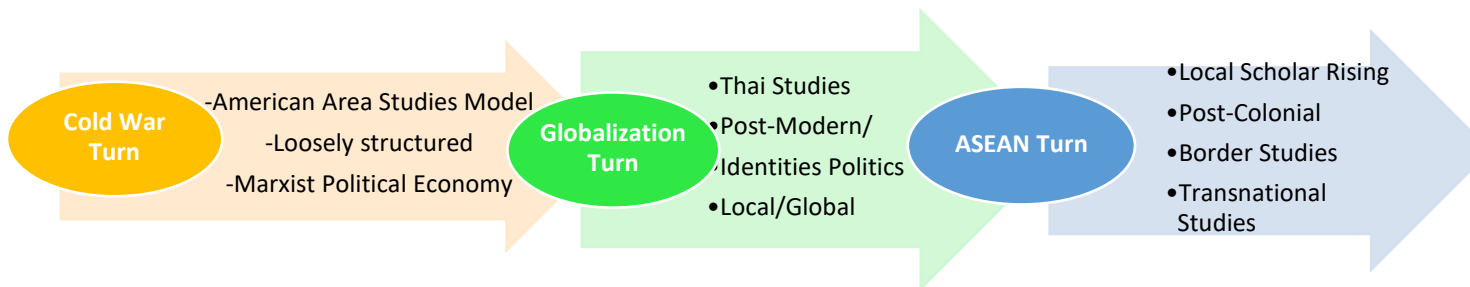 Cold War
Turn
-American Area Studies Model
-Loosely structured
-Marxist Political Economy
Globalization
Turn
•Thai Studies
•Post-Modern/
•Identities Politics
•Local/Global
ASEAN Turn
•Local Scholar Rising
•Post-Colonial
•Border Studies
•Transnational
Studies